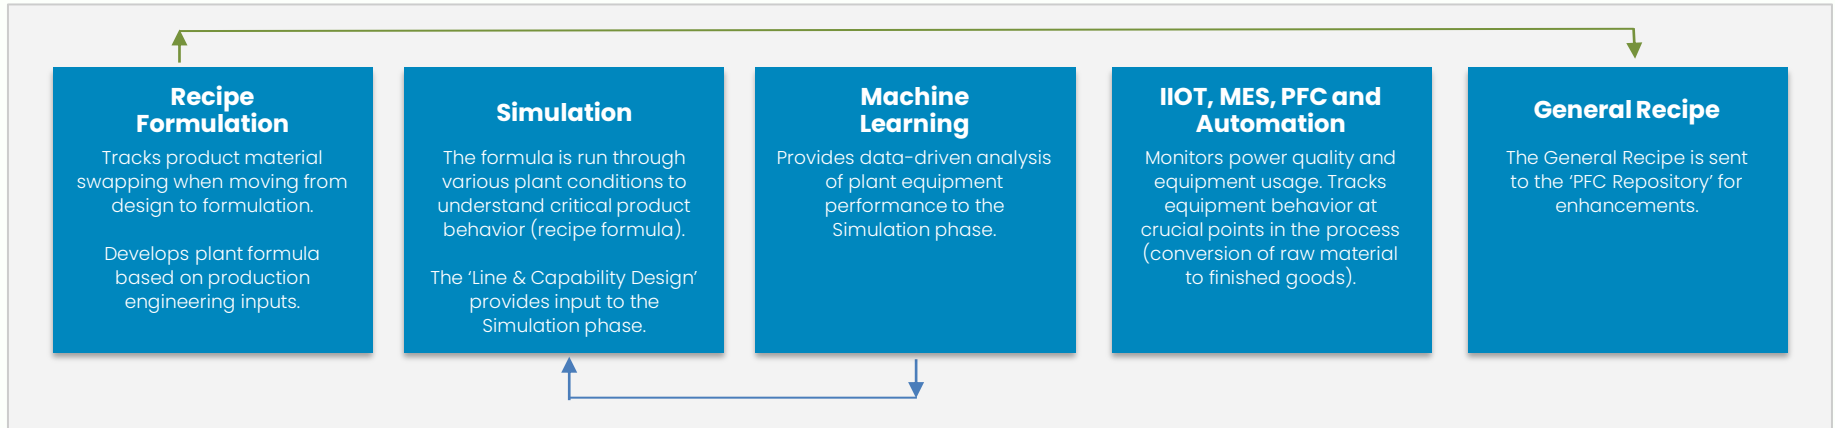 Recipe
Formulation
Tracks product material
swapping when moving from
design to formulation.
Develops plant formula
based on production
engineering inputs.
Simulation
The formula is run through
various plant conditions to
understand critical product
behavior (recipe formula).
The ‘Line & Capability Design’
provides input to the
Simulation phase.
Machine
Learning
Provides data-driven analysis
of plant equipment
performance to the
Simulation phase.
IIOT, MES, PFC and
Automation
Monitors power quality and
equipment usage. Tracks
equipment behavior at
crucial points in the process
(conversion of raw material
to finished goods).
General Recipe
The General Recipe is sent
to the ‘PFC Repository’ for
enhancements.